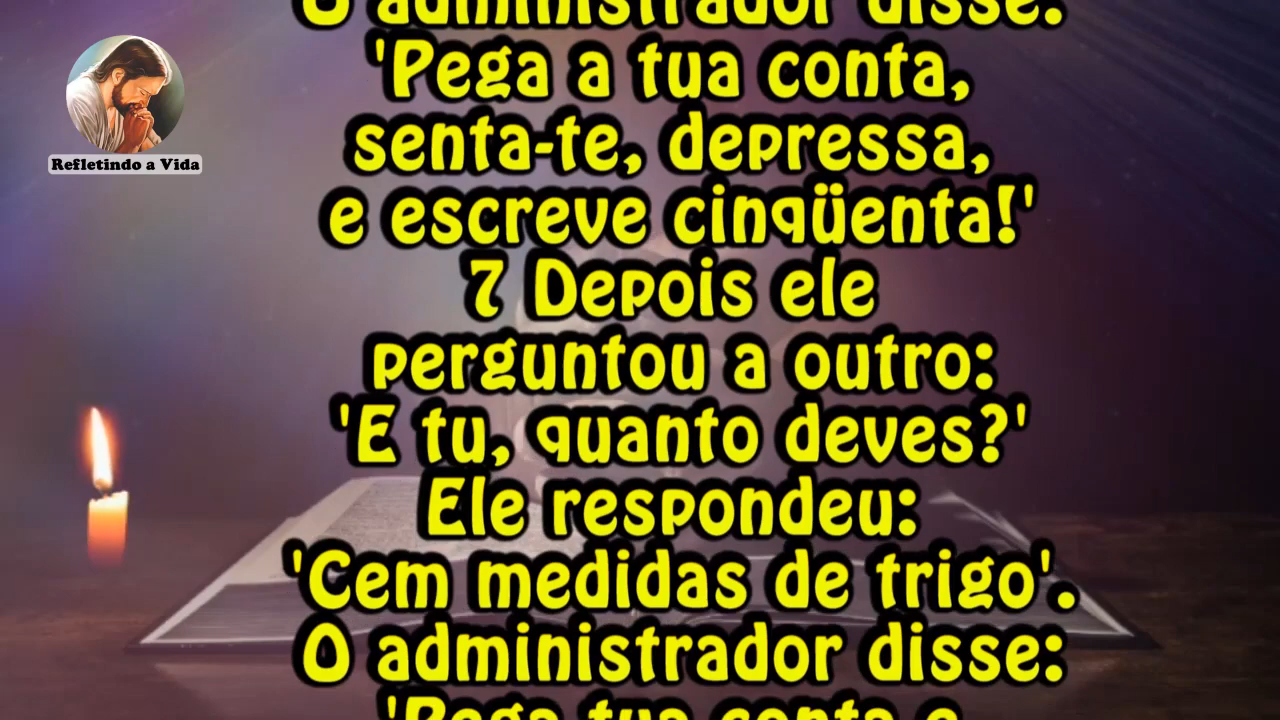 O administrador disse:
'Pega a tua conta,
senta-te, depressa,
e escreve cinqüenta!'
7 Depois ele
perguntou a outro:
'E tu, quanto deves?'
Ele respondeu:
'Cem medidas de trigo'.
O administrador disse:
'Pega tua conta e
Refletindo a Vida